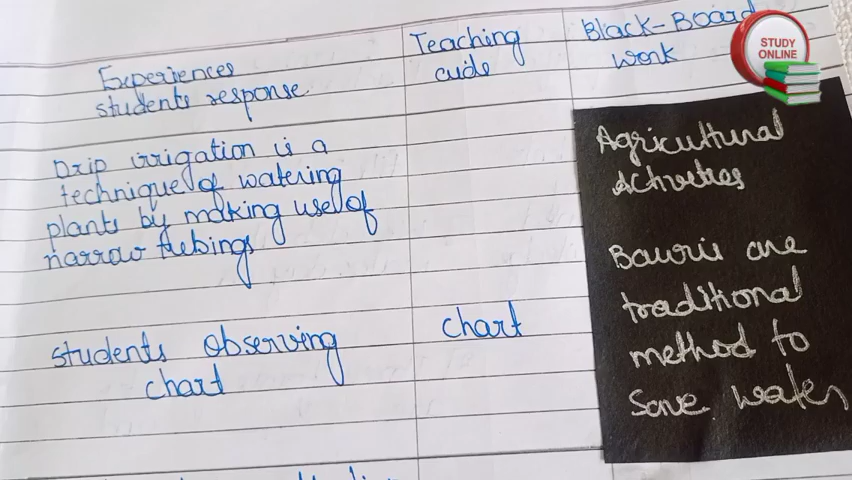 Experiences
students response
Teaching
aids
Black-Board
work
STUDY
ONLINE
Drip irrigation is a
technique of watering
plants by making use of
narrow tubings
students observing
chart
chart
Agricultural
Activities
Bawris are
traditional
method to
Save water